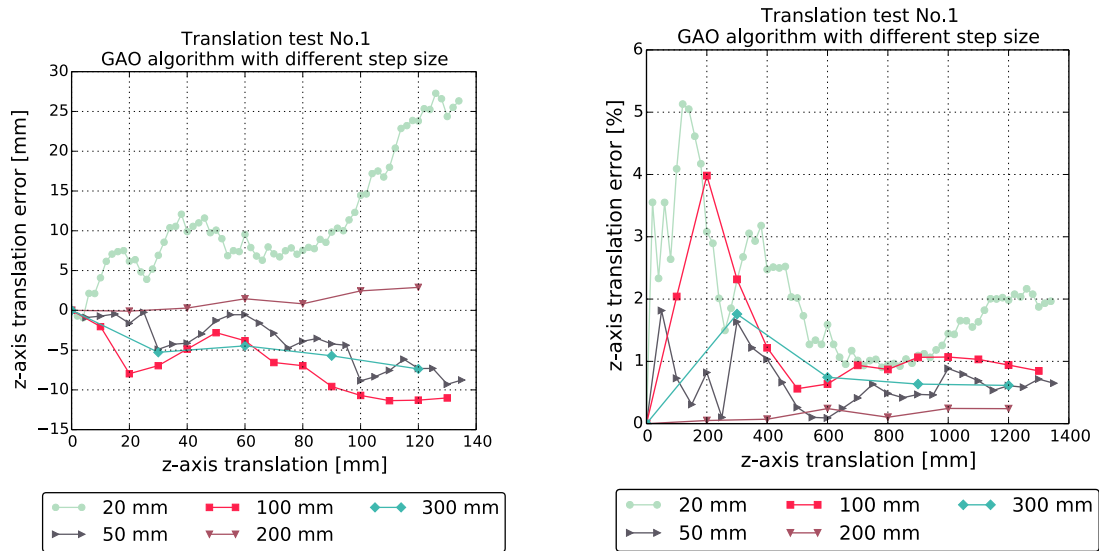 Translation test No.1
GAO algorithm with different step size
30
25
20
15
10
5
0
−5
−10
−15
z-axis translation error [mm]
0 20 40 60 80 100 120 140
z-axis translation [mm]
20 mm 100 mm 300 mm
50 mm 200 mm
Translation test No.1
GAO algorithm with different step size
6
5
4
3
2
1
0
z-axis translation error [%]
0 200 400 600 800 1000 1200 1400
z-axis translation [mm]
20 mm 100 mm 300 mm
50 mm 200 mm